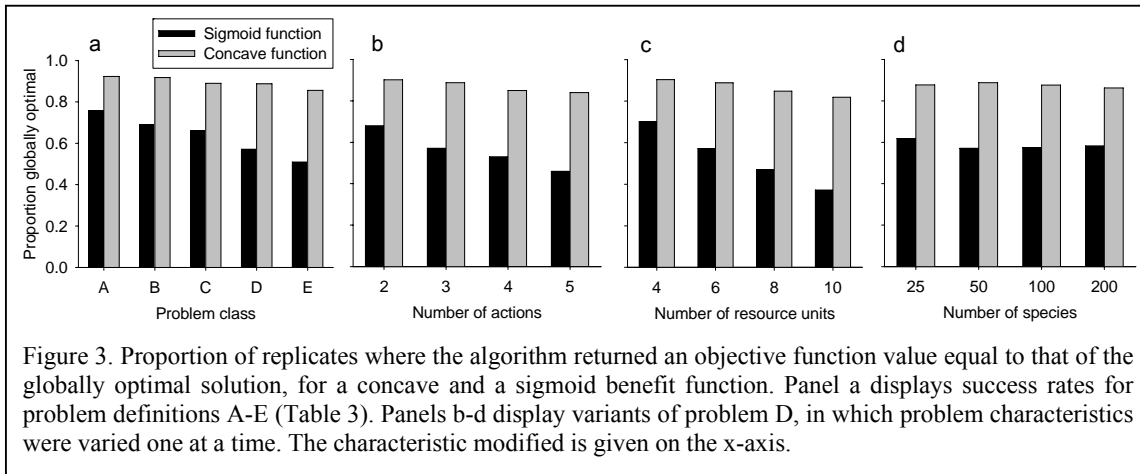 a
Sigmoid function
Concave function
b
c
d
Proportion globally optimal
1.0
0.8
0.6
0.4
0.2
0.0
A B C D E
2 3 4 5
4 6 8 10
25 50 100 200
Problem class
Number of actions
Number of resource units
Number of species
Figure 3. Proportion of replicates where the algorithm returned an objective function value equal to that of the
globally optimal solution, for a concave and a sigmoid benefit function. Panel a displays success rates for
problem definitions A-E (Table 3). Panels b-d display variants of problem D, in which problem characteristics
were varied one at a time. The characteristic modified is given on the x-axis.